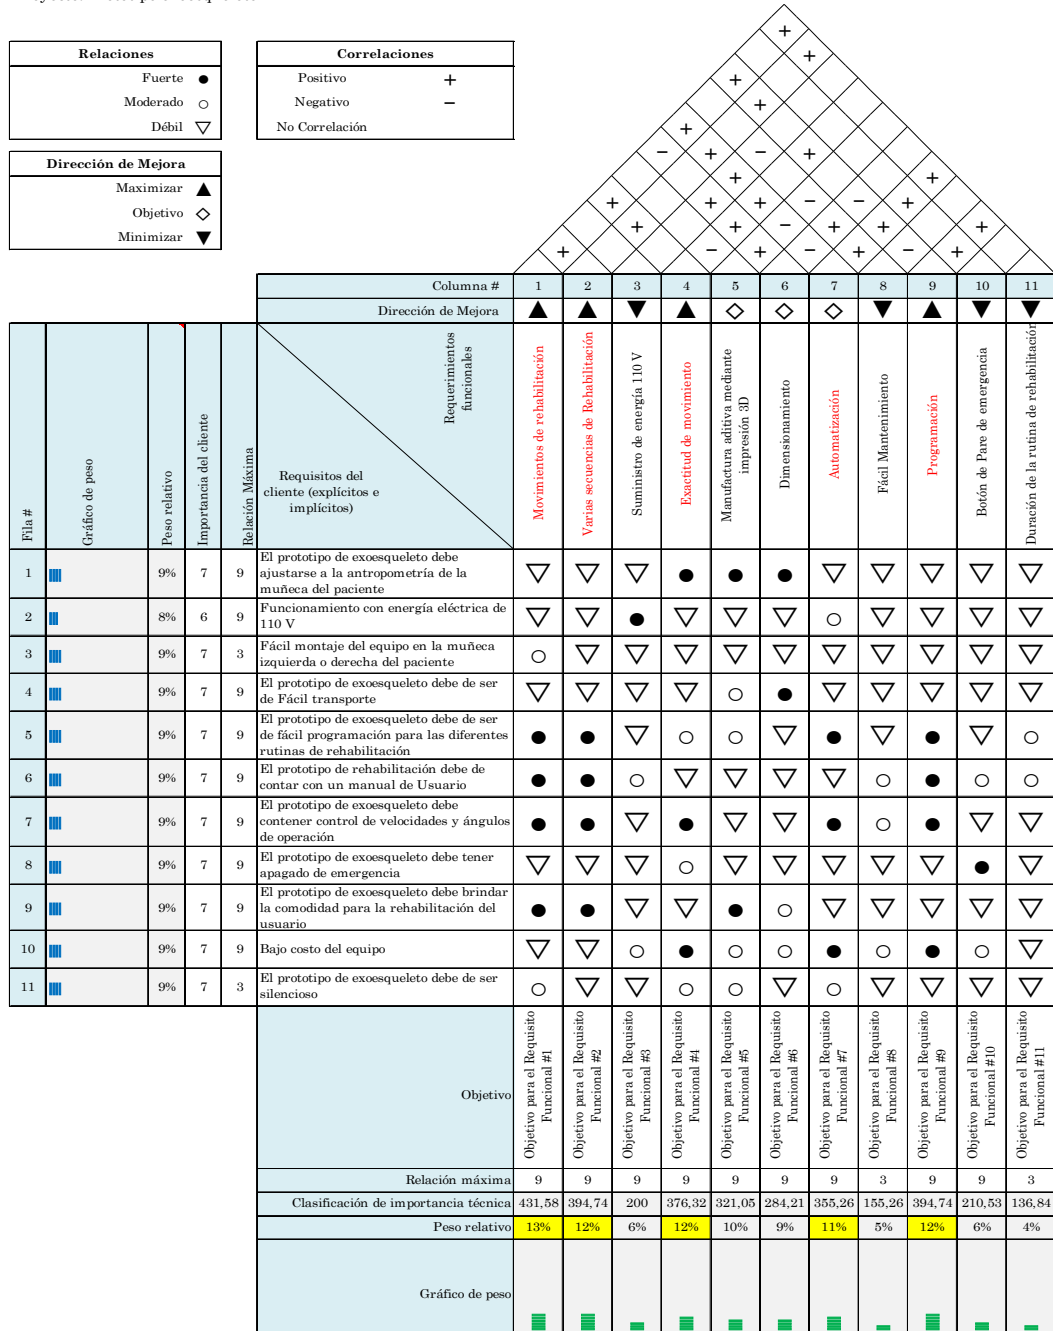 Relaciones
Fuerte ●
Moderado ○
Débil ▽
Correlaciones
Positivo +
Negativo −
No Correlación
Dirección de Mejora
Maximizar ▲
Objetivo ◇
Minimizar ▼
Columna # 1 2 3 4 5 6 7 8 9 10 11
Dirección de Mejora ▲ ▲ ▼ ▲ ◇ ◇ ◇ ▼ ▲ ▼ ▼
Fila #
Gráfico de peso
Peso relativo
Importancia del cliente
Relación Máxima
Requerimientos
funcionales
Requisitos del
cliente (explícitos e
implícitos)
Movimientos de rehabilitación
Varias secuencias de Rehabilitación
Suministro de energía 110 V
Exactitud de movimiento
Manufactura aditiva mediante
impresión 3D
Dimensionamiento
Automatización
Fácil Mantenimiento
Programación
Botón de Pare de emergencia
Duración de la rutina de rehabilitación
1 9% 7 9 El prototipo de exoesqueleto debe
ajustarse a la antropometría de la
muñeca del paciente
▽ ▽ ▽ ● ● ● ▽ ▽ ▽ ▽ ▽
2 8% 6 9 Funcionamiento con energía eléctrica de
110 V
▽ ▽ ● ▽ ▽ ▽ ○ ▽ ▽ ▽ ▽
3 9% 7 3 Fácil montaje del equipo en la muñeca
izquierda o derecha del paciente
○ ▽ ▽ ▽ ▽ ▽ ▽ ▽ ▽ ▽ ▽
4 9% 7 9 El prototipo de exoesqueleto debe de ser
de Fácil transporte
▽ ▽ ▽ ▽ ○ ● ▽ ▽ ▽ ▽ ▽
5 9% 7 9 El prototipo de exoesqueleto debe de ser
de fácil programación para las diferentes
rutinas de rehabilitación
● ● ▽ ○ ○ ▽ ● ▽ ● ▽ ○
6 9% 7 9 El prototipo de rehabilitación debe de
contar con un manual de Usuario
● ● ○ ▽ ▽ ▽ ▽ ○ ● ○ ○
7 9% 7 9 El prototipo de exoesqueleto debe
contener control de velocidades y ángulos
de operación
● ● ▽ ● ▽ ▽ ● ○ ● ▽ ▽
8 9% 7 9 El prototipo de exoesqueleto debe tener
apagado de emergencia
▽ ▽ ▽ ○ ▽ ▽ ▽ ▽ ▽ ● ▽
9 9% 7 9 El prototipo de exoesqueleto debe brindar
la comodidad para la rehabilitación del
usuario
● ● ▽ ▽ ● ○ ▽ ▽ ▽ ▽ ▽
10 9% 7 9 Bajo costo del equipo
▽ ▽ ○ ● ○ ○ ● ○ ● ○ ▽
11 9% 7 3 El prototipo de exoesqueleto debe de ser
silencioso
○ ▽ ▽ ○ ○ ▽ ○ ▽ ▽ ▽ ▽
Objetivo
Objetivo para el Requisito
Funcional #1
Objetivo para el Requisito
Funcional #2
Objetivo para el Requisito
Funcional #3
Objetivo para el Requisito
Funcional #4
Objetivo para el Requisito
Funcional #5
Objetivo para el Requisito
Funcional #6
Objetivo para el Requisito
Funcional #7
Objetivo para el Requisito
Funcional #8
Objetivo para el Requisito
Funcional #9
Objetivo para el Requisito
Funcional #10
Objetivo para el Requisito
Funcional #11
Relación máxima 9 9 9 9 9 9 9 3 9 9 3
Clasificación de importancia técnica 431,58 394,74 200 376,32 321,05 284,21 355,26 155,26 394,74 210,53 136,84
Peso relativo 13% 12% 6% 12% 10% 9% 11% 5% 12% 6% 4%
Gráfico de peso